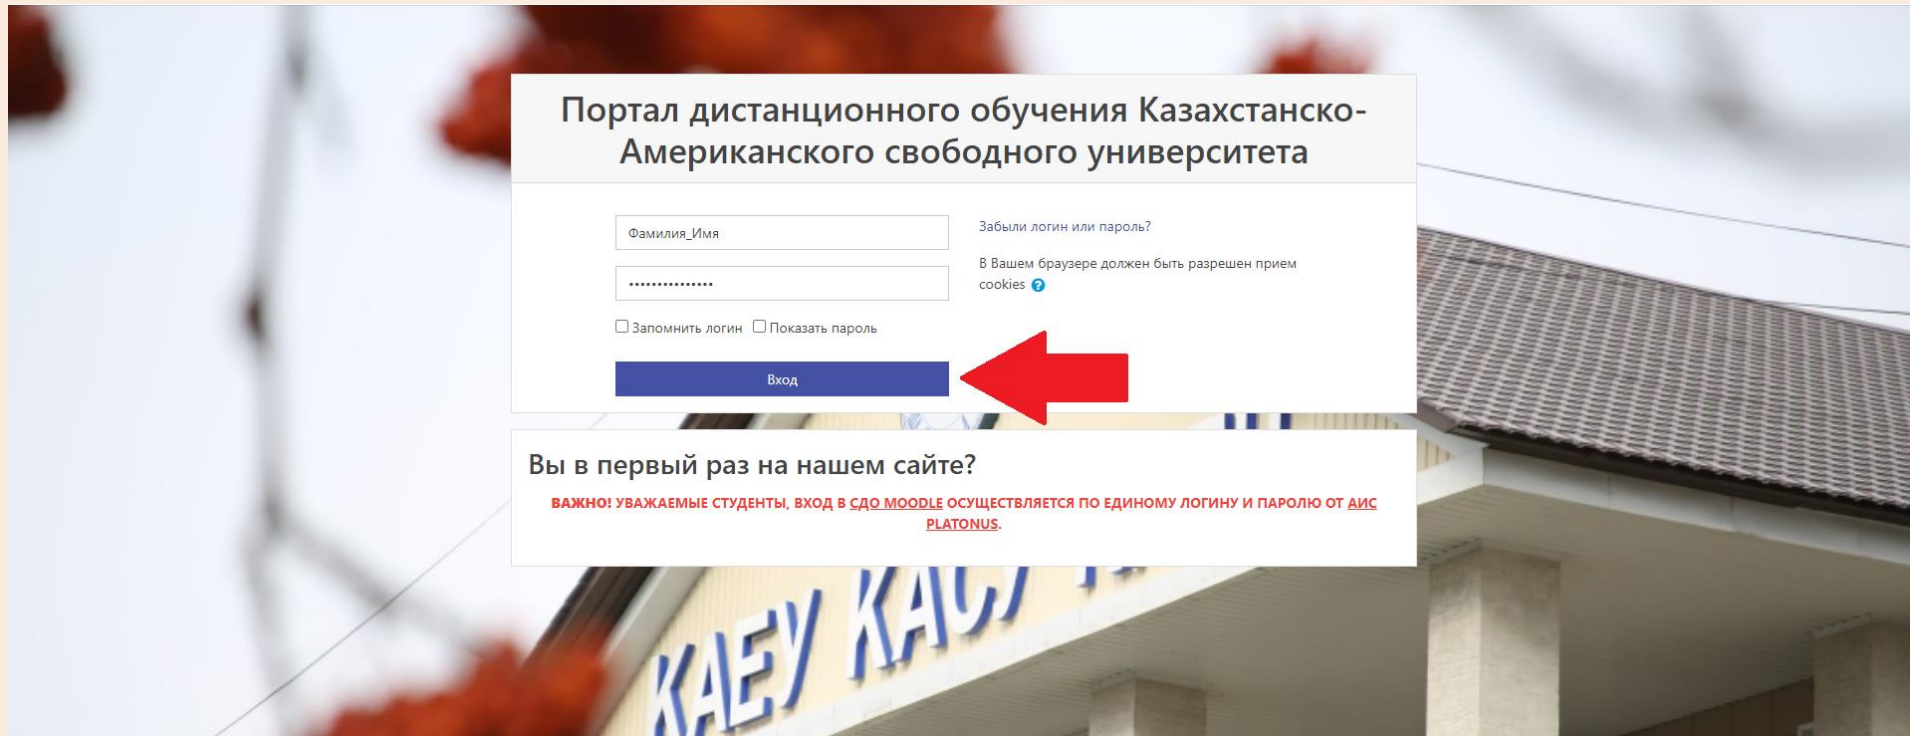 Портал дистанционного обучения Казахстанско-
Американского свободного университета
Фамилия_Имя
Забыли логин или пароль?
В Вашем браузере должен быть разрешен прием
cookies
Запомнить логин
Показать пароль
Вход
Вы в первый раз на нашем сайте?
ВАЖНО! УВАЖАЕМЫЕ СТУДЕНТЫ, ВХОД В СДО MOODLE ОСУЩЕСТВЛЯЕТСЯ ПО ЕДИНОМУ ЛОГИНУ И ПАРОЛЮ ОТ АИС
PLATONUS.
КАЕУ КАСУ